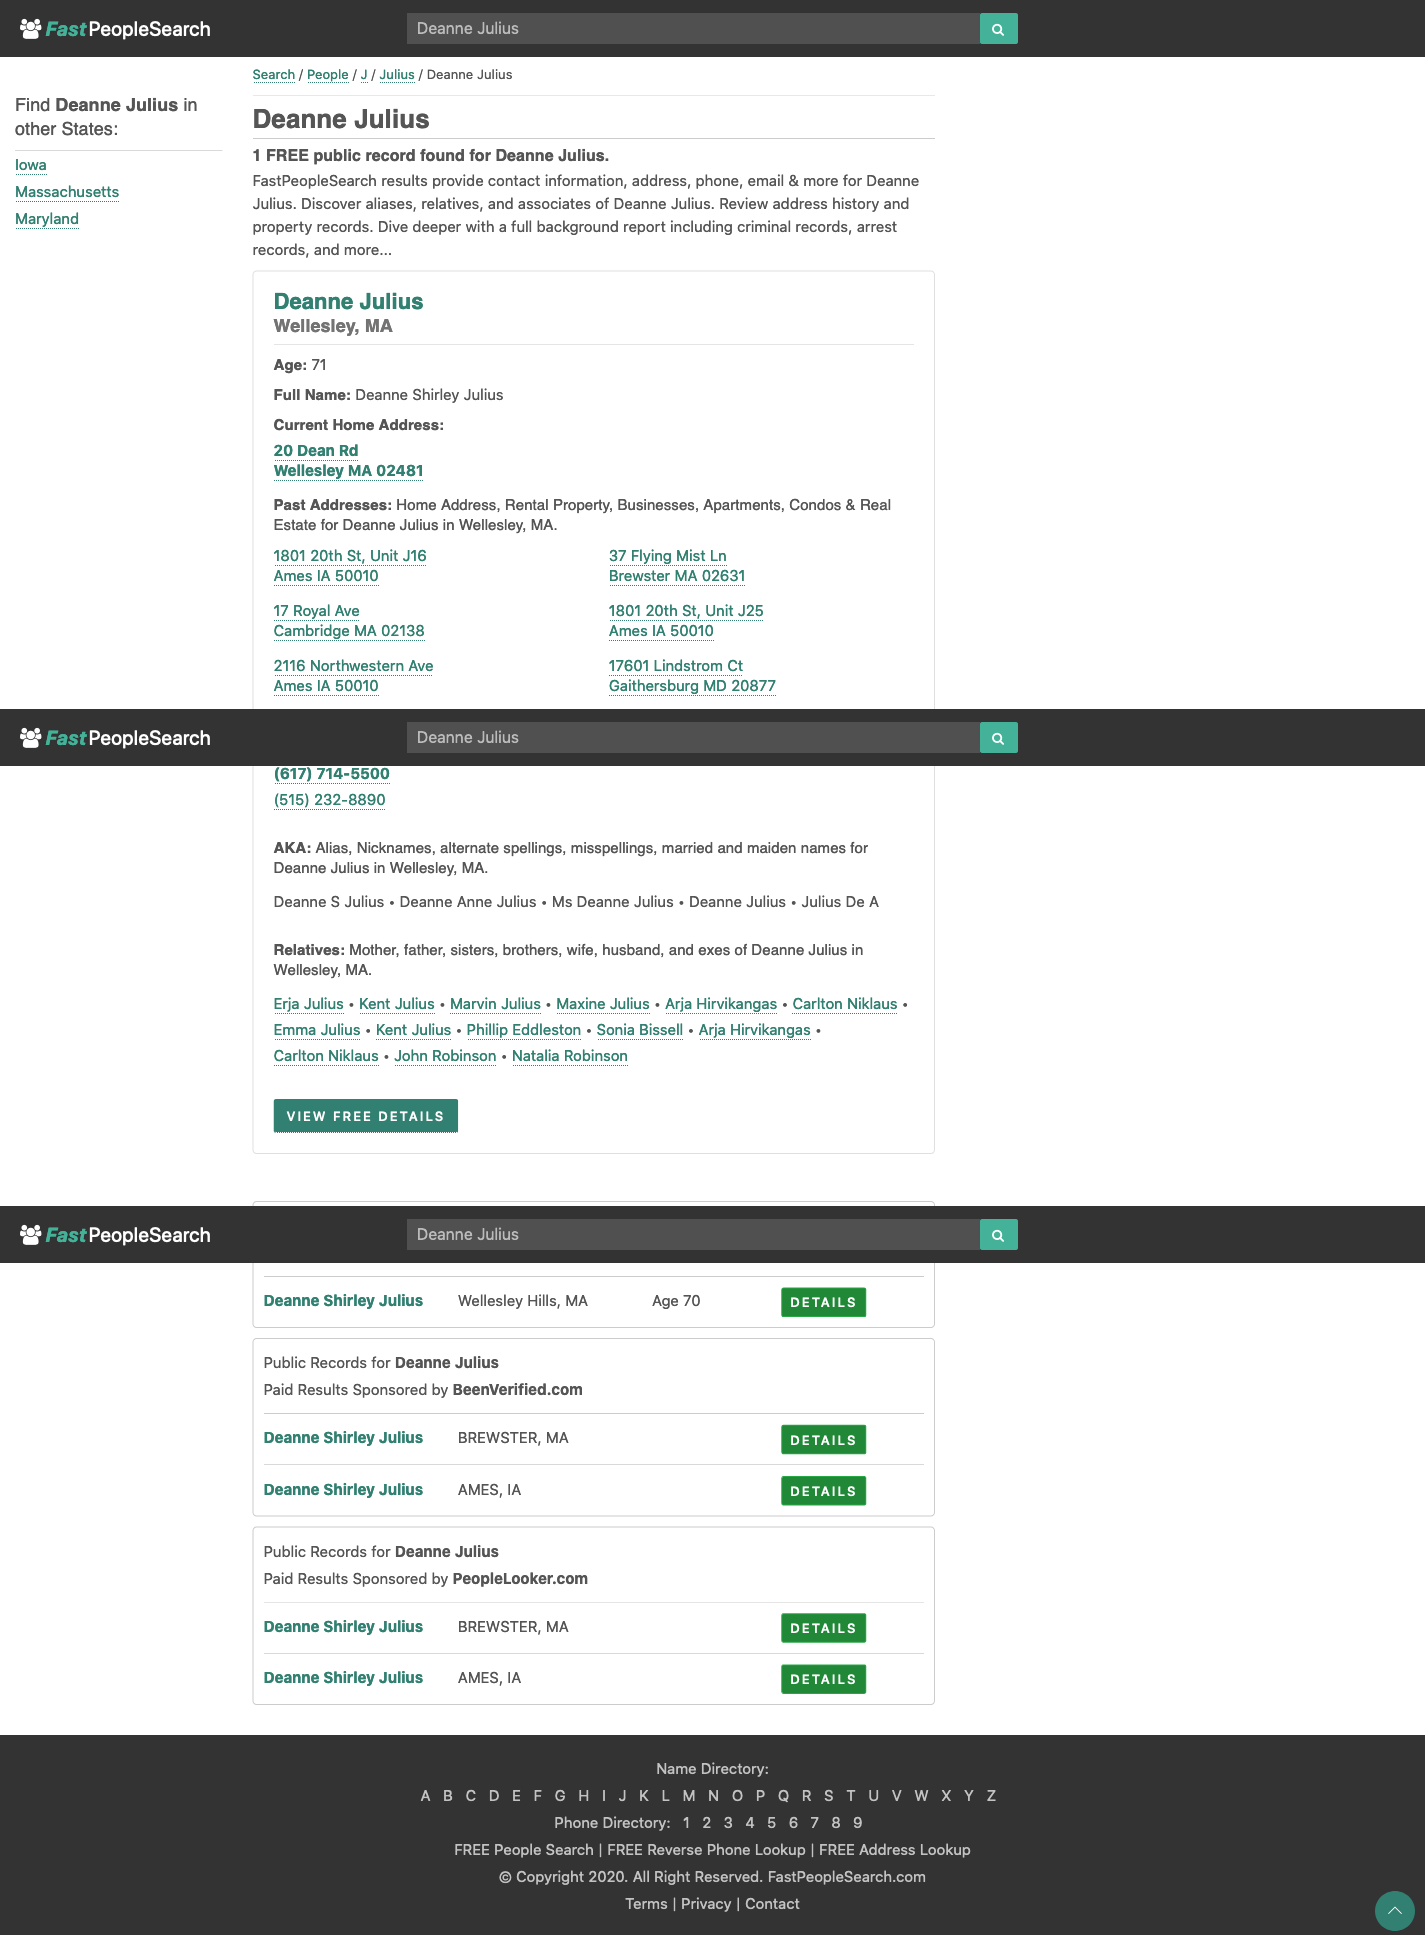 FastPeopleSearch
Deanne Julius
Search / People / J / Julius / Deanne Julius
Find Deanne Julius in
other States:
Iowa
Massachusetts
Maryland
Deanne Julius
1 FREE public record found for Deanne Julius.
FastPeopleSearch results provide contact information, address, phone, email & more for Deanne
Julius. Discover aliases, relatives, and associates of Deanne Julius. Review address history and
property records. Dive deeper with a full background report including criminal records, arrest
records, and more...
Deanne Julius
Wellesley, MA
Age: 71
Full Name: Deanne Shirley Julius
Current Home Address:
20 Dean Rd
Wellesley MA 02481
Past Addresses: Home Address, Rental Property, Businesses, Apartments, Condos & Real
Estate for Deanne Julius in Wellesley, MA.
1801 20th St, Unit J16
Ames IA 50010
37 Flying Mist Ln
Brewster MA 02631
17 Royal Ave
Cambridge MA 02138
1801 20th St, Unit J25
Ames IA 50010
2116 Northwestern Ave
Ames IA 50010
17601 Lindstrom Ct
Gaithersburg MD 20877
FastPeopleSearch
Deanne Julius
(617) 714-5500
(515) 232-8890
AKA: Alias, Nicknames, alternate spellings, misspellings, married and maiden names for
Deanne Julius in Wellesley, MA.
Deanne S Julius • Deanne Anne Julius • Ms Deanne Julius • Deanne Julius • Julius De A
Relatives: Mother, father, sisters, brothers, wife, husband, and exes of Deanne Julius in
Wellesley, MA.
Erja Julius • Kent Julius • Marvin Julius • Maxine Julius • Arja Hirvikangas • Carlton Niklaus •
Emma Julius • Kent Julius • Phillip Eddleston • Sonia Bissell • Arja Hirvikangas •
Carlton Niklaus • John Robinson • Natalia Robinson
VIEW FREE DETAILS
FastPeopleSearch
Deanne Julius
Deanne Shirley Julius Wellesley Hills, MA Age 70 DETAILS
Public Records for Deanne Julius
Paid Results Sponsored by BeenVerified.com
Deanne Shirley Julius BREWSTER, MA DETAILS
Deanne Shirley Julius AMES, IA DETAILS
Public Records for Deanne Julius
Paid Results Sponsored by PeopleLooker.com
Deanne Shirley Julius BREWSTER, MA DETAILS
Deanne Shirley Julius AMES, IA DETAILS
Name Directory:
A B C D E F G H I J K L M N O P Q R S T U V W X Y Z
Phone Directory: 1 2 3 4 5 6 7 8 9
FREE People Search | FREE Reverse Phone Lookup | FREE Address Lookup
© Copyright 2020. All Right Reserved. FastPeopleSearch.com
Terms | Privacy | Contact